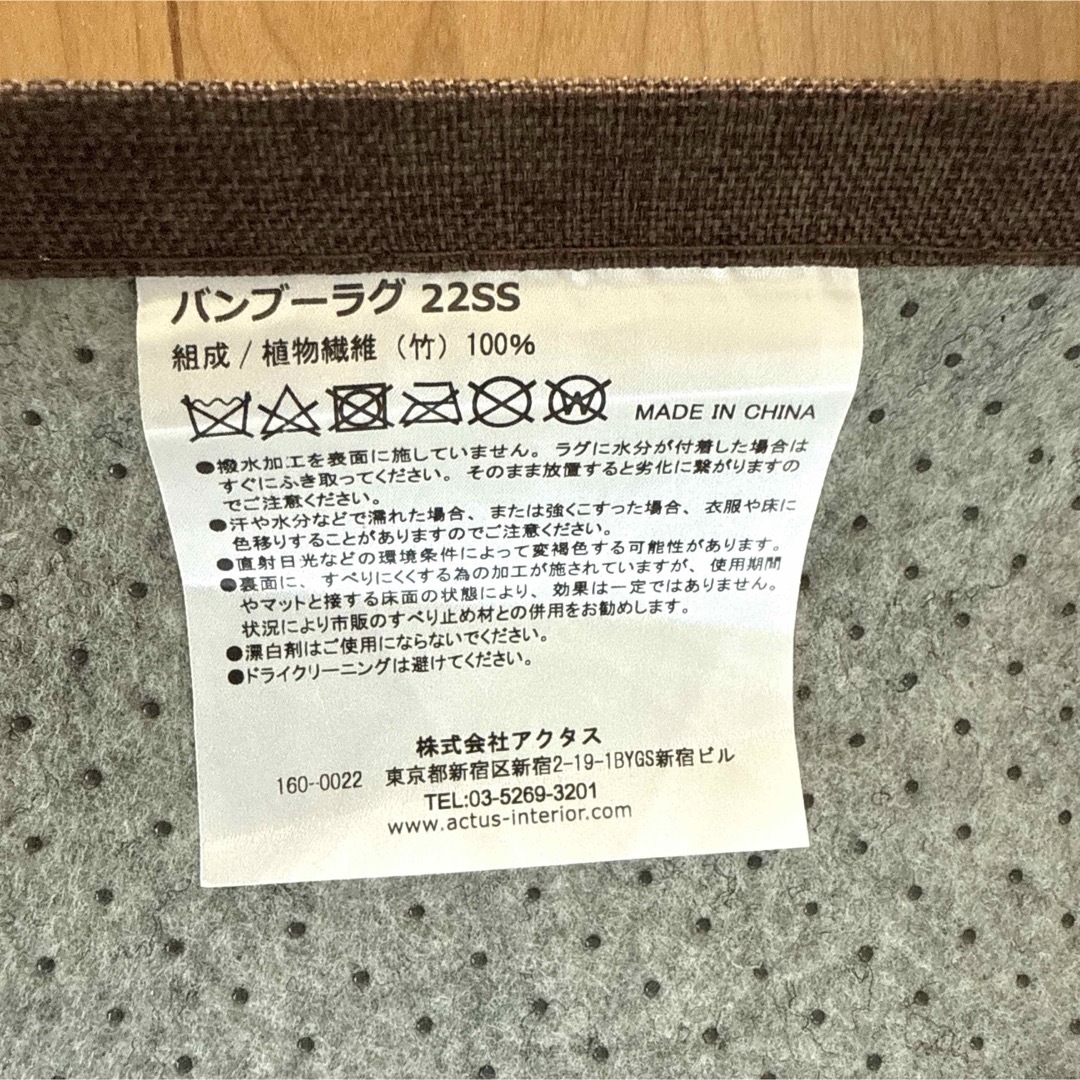 バンブーラグ 22SS
組成 / 植物繊維（竹）100%
MADE IN CHINA
●撥水加工を表面に施していません。ラグに水分が付着した場合は
すぐにふき取ってください。そのまま放置すると劣化に繋がりますの
でご注意ください。
●汗や水分などで濡れた場合、または強くこすった場合、衣服や床に
色移りすることがありますのでご注意ください。
●直射日光などの環境条件によって変褐色する可能性があります。
●裏面に、すべりにくくする為の加工が施されていますが、使用期間
やマットと接する床面の状態により、効果は一定ではありません。
状況により市販のすべり止め材との併用をお勧めします。
●漂白剤はご使用にならないでください。
●ドライクリーニングは避けてください。
株式会社アクタス
160-0022 東京都新宿区新宿2-19-1BYGS新宿ビル
TEL:03-5269-3201
www.actus-interior.com